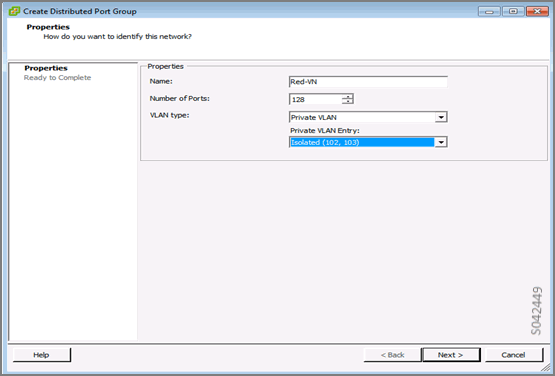 Create Distributed Port Group
Properties
How do you want to identify this network?
Properties
Ready to Complete
Properties
Name:
Red-VN
Number of Ports:
128
VLAN type:
Private VLAN
Private VLAN Entry:
Isolated (102, 103)
S042449
Help
< Back
Next >
Cancel